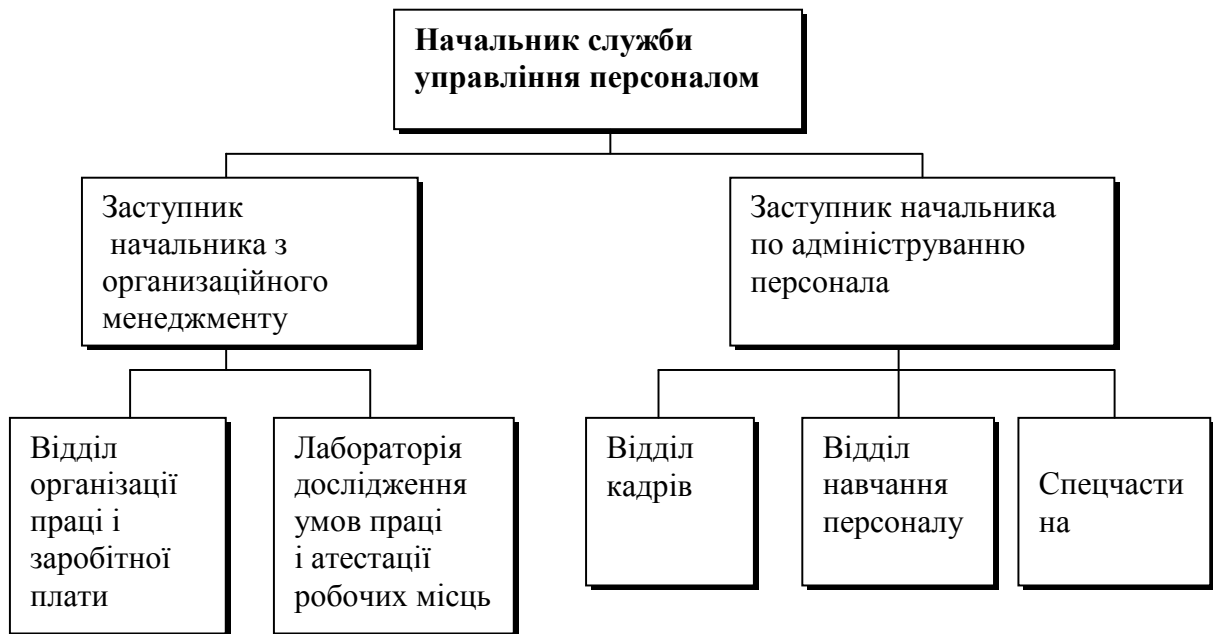 Начальник служби
управління персоналом
Заступник
начальника з
организаційного
менеджменту
Заступник начальника
по адмініструванню
персонала
Відділ
організації
праці і
заробітної
плати
Лабораторія
дослідження
умов праці
і атестації
робочих місць
Відділ
кадрів
Відділ
навчання
персоналу
Спецчасти
на